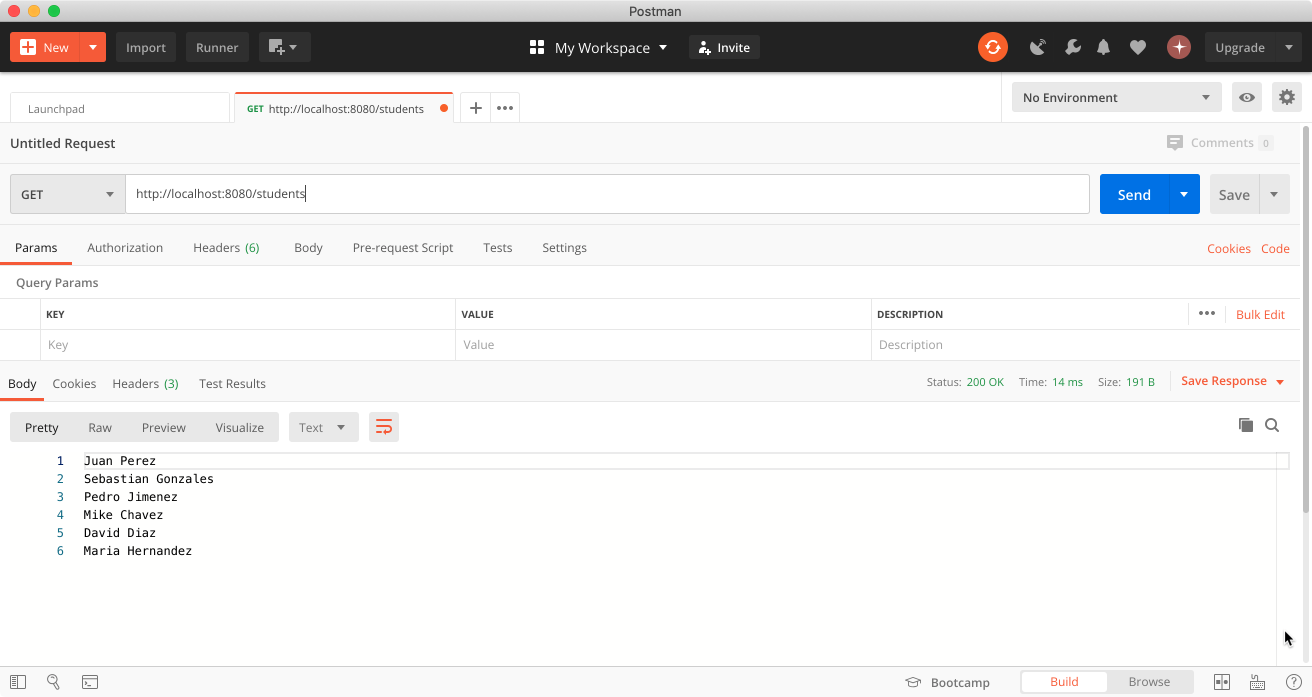 Postman
New
Import
Runner
My Workspace
Invite
Upgrade
Launchpad
GET http://localhost:8080/students
No Environment
Untitled Request
Comments 0
GET
http://localhost:8080/students
Send
Save
Params Authorization Headers (6) Body Pre-request Script Tests Settings Cookies Code
Query Params
KEY VALUE DESCRIPTION Bulk Edit
Key Value Description
Body Cookies Headers (3) Test Results Status: 200 OK Time: 14 ms Size: 191 B Save Response
Pretty Raw Preview Visualize Text
1 Juan Perez
2 Sebastian Gonzales
3 Pedro Jimenez
4 Mike Chavez
5 David Diaz
6 Maria Hernandez
Bootcamp Build Browse